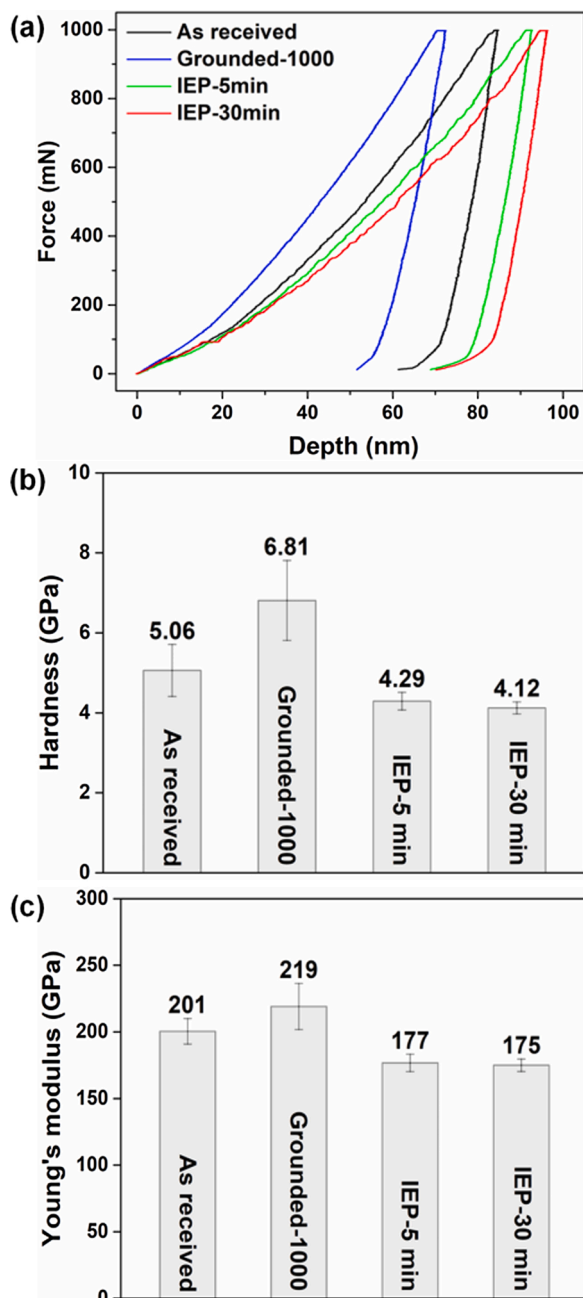 (a)
As received
Grounded-1000
IEP-5min
IEP-30min
1000
800
600
400
200
0
Force (mN)
0 20 40 60 80 100
Depth (nm)
(b)
10
8
6
4
2
0
Hardness (GPa)
5.06
6.81
4.29
4.12
As received
Grounded-1000
IEP-5 min
IEP-30 min
(c)
300
250
200
150
100
50
0
Young's modulus (GPa)
201
219
177
175
As received
Grounded-1000
IEP-5 min
IEP-30 min